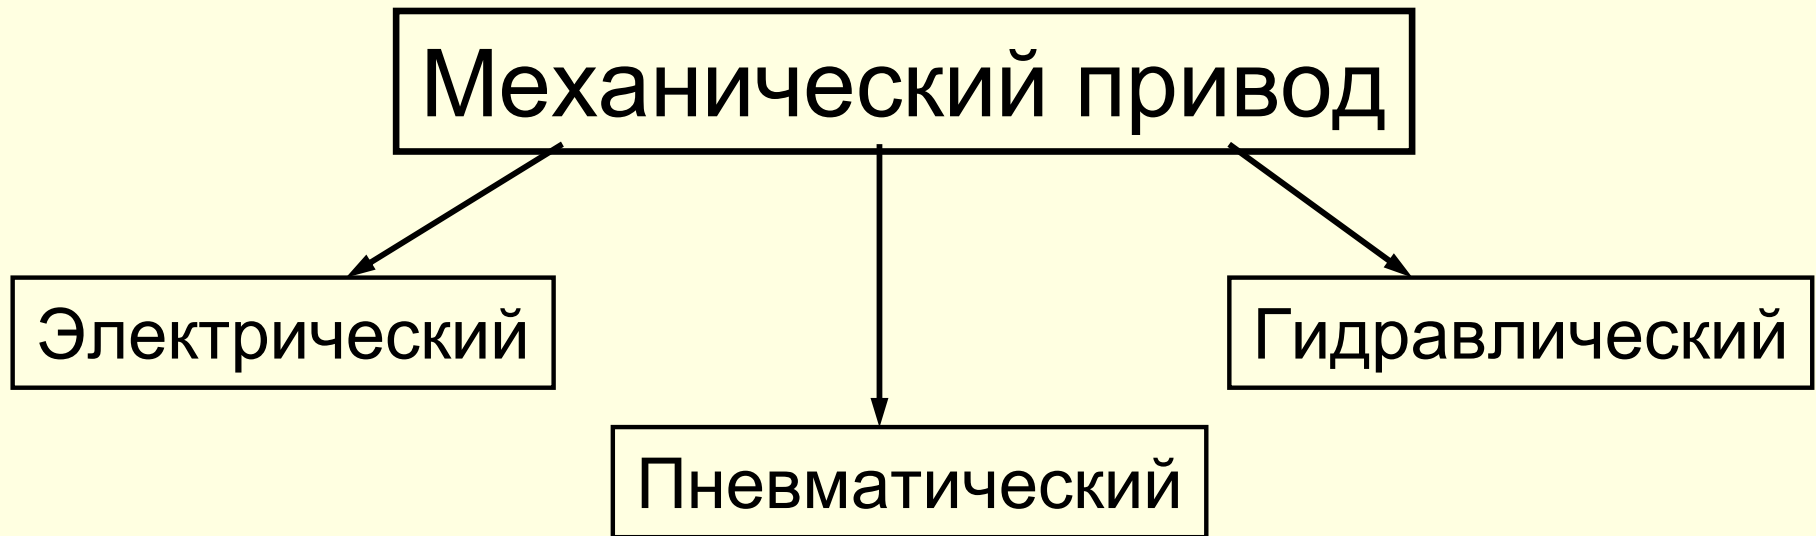 Механический привод
Электрический
Гидравлический
Пневматический